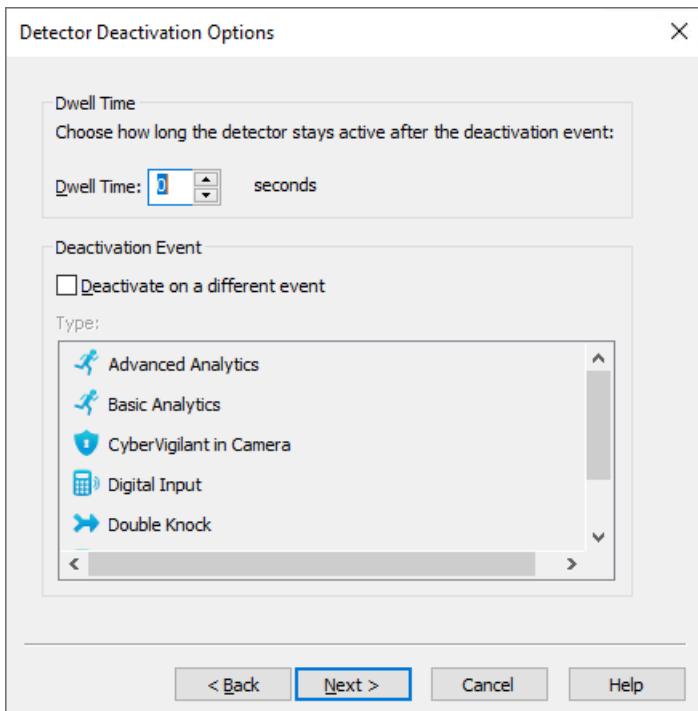 Detector Deactivation Options
Dwell Time
Choose how long the detector stays active after the deactivation event:
Dwell Time: 0 seconds
Deactivation Event
Deactivate on a different event
Type:
Advanced Analytics
Basic Analytics
CyberVigilant in Camera
Digital Input
Double Knock
< Back Next > Cancel Help